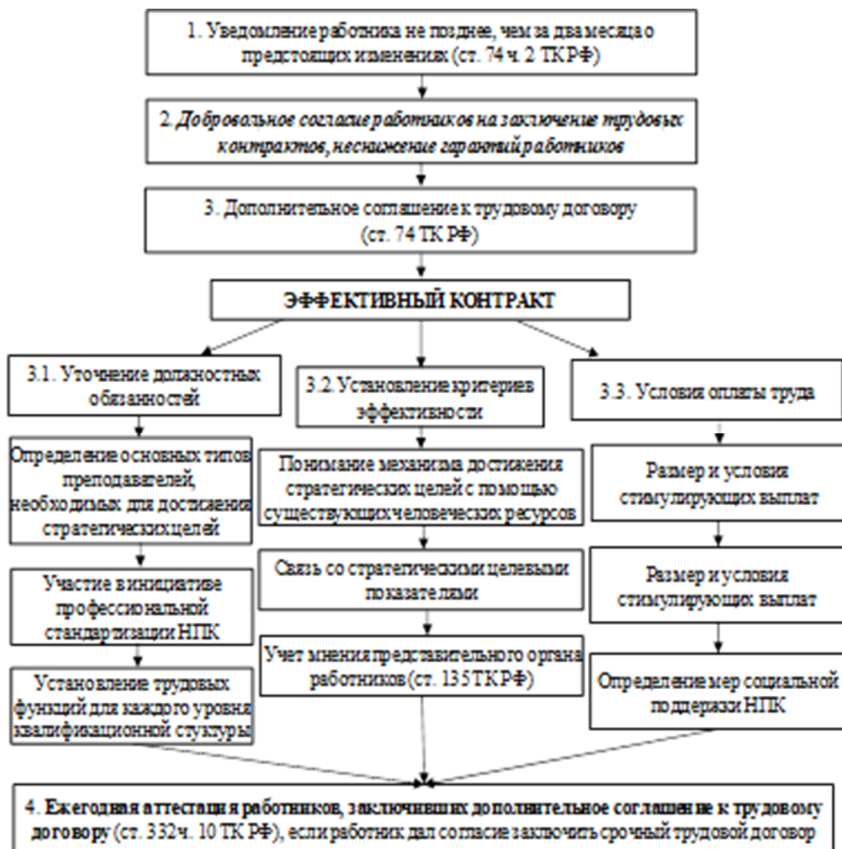 1. Уведомление работника не позднее, чем за два месяца о
предстоящих изменениях (ст. 74 ч. 2 ТК РФ)
2. Добровольное согласие работников на заключение трудовых
контрактов, неснижение гарантий работников
3. Дополнительное соглашение к трудовому договору
(ст. 74 ТК РФ)
ЭФФЕКТИВНЫЙ КОНТРАКТ
3.1. Уточнение должностных
обязанностей
Определение основных типов
преподавателей,
необходимых для достижения
стратегических целей
Участие в инициативе
профессиональной
стандартизации НПК
Установление трудовых
функций для каждого уровня
квалификационной стуктуры
3.2. Установление критериев
эффективности
Понимание механизма достижения
стратегических целей с помощью
существующих человеческих ресурсов
Связь со стратегическими целевыми
показателями
Учет мнения представительного органа
работников (ст. 135 ТК РФ)
3.3. Условия оплаты труда
Размер и условия
стимулирующих выплат
Размер и условия
стимулирующих выплат
Определение мер социальной
поддержки НПК
4. Ежегодная аттестация работников, заключивших дополнительное соглашение к трудовому
договору (ст. 332 ч. 10 ТК РФ), если работник дал согласие заключить срочный трудовой договор